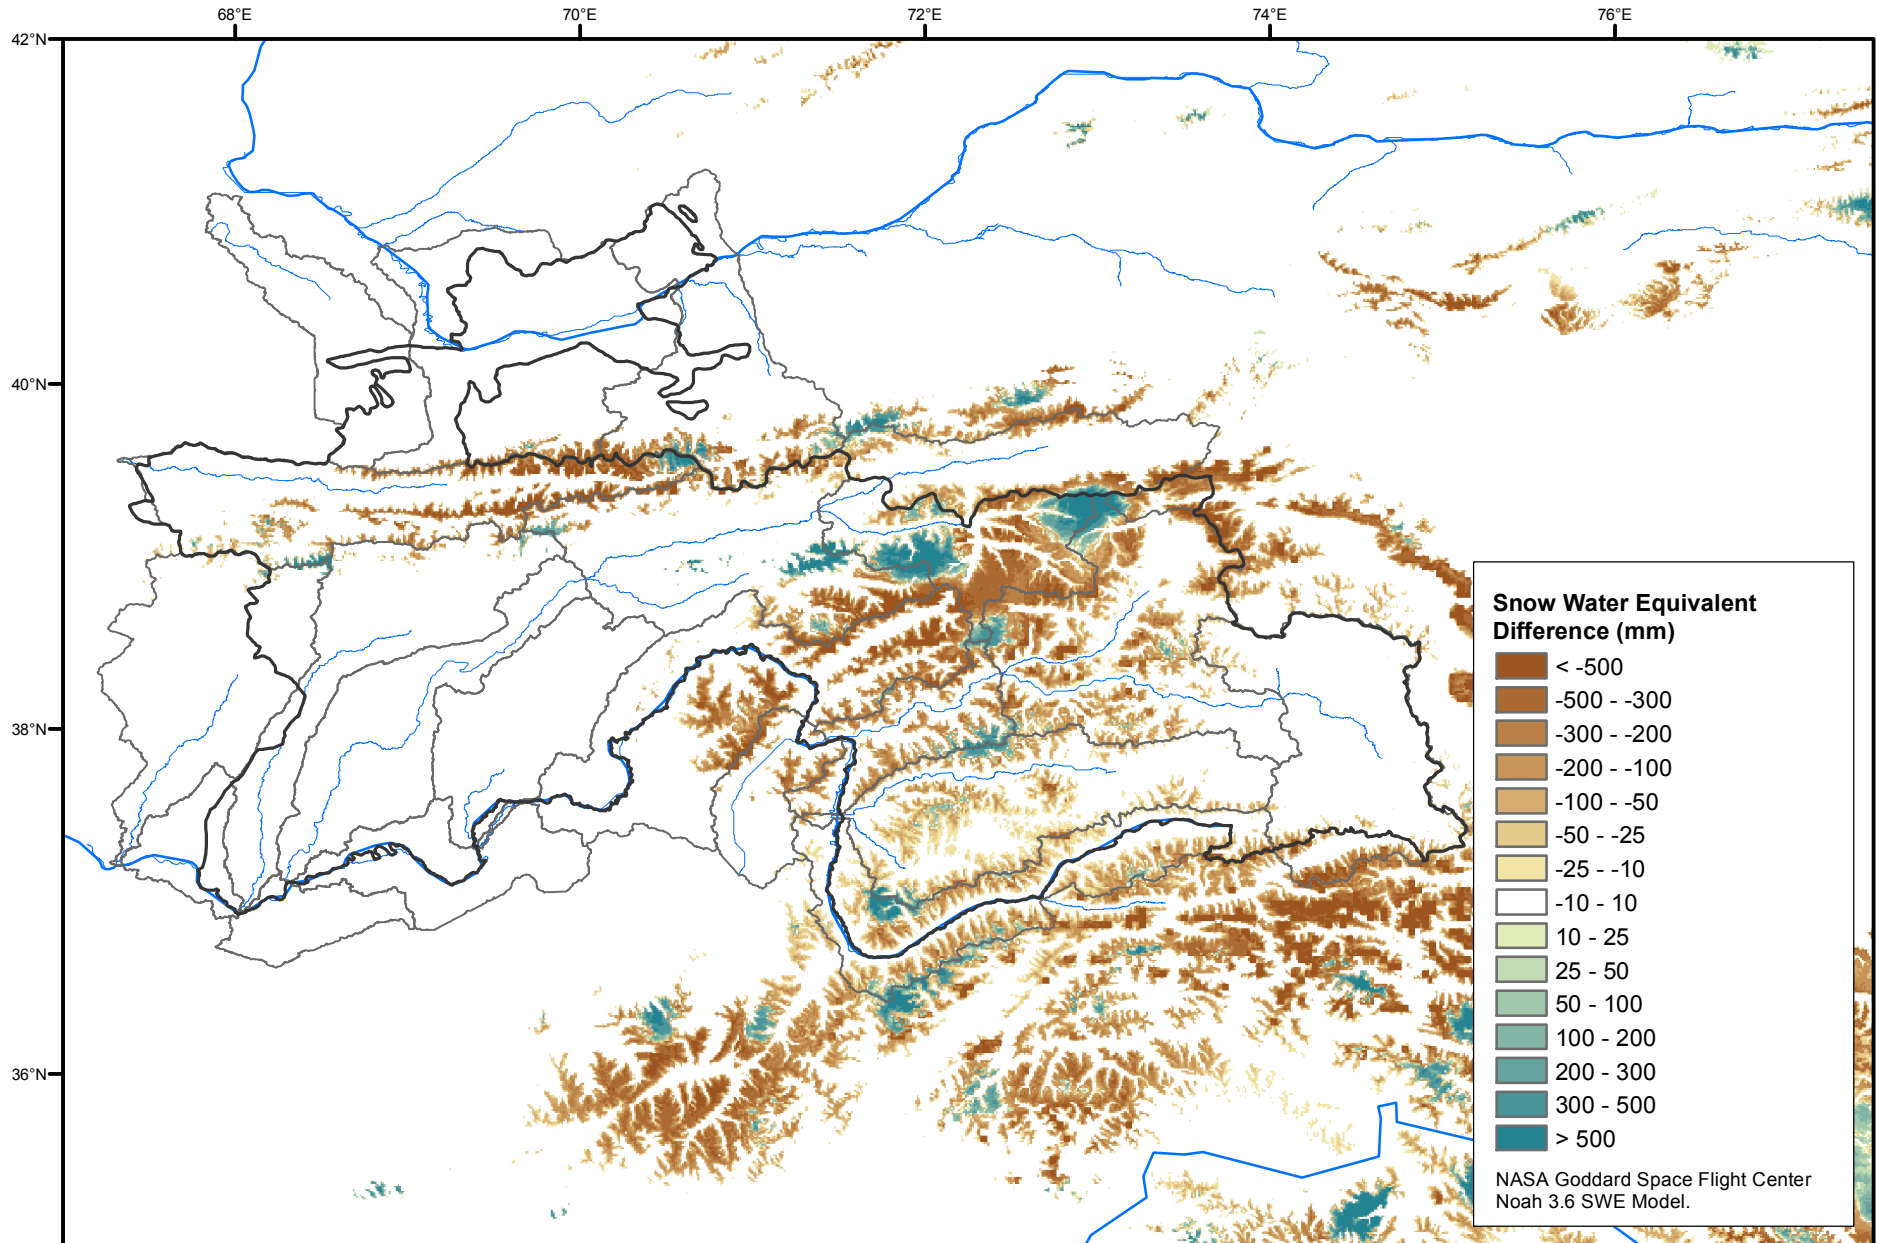 68°E 70°E 72°E 74°E 76°E
42°N
40°N
38°N
36°N
Snow Water Equivalent
Difference (mm)
< -500
-500 - -300
-300 - -200
-200 - -100
-100 - -50
-50 - -25
-25 - -10
-10 - 10
10 - 25
25 - 50
50 - 100
100 - 200
200 - 300
300 - 500
> 500
NASA Goddard Space Flight Center
Noah 3.6 SWE Model.